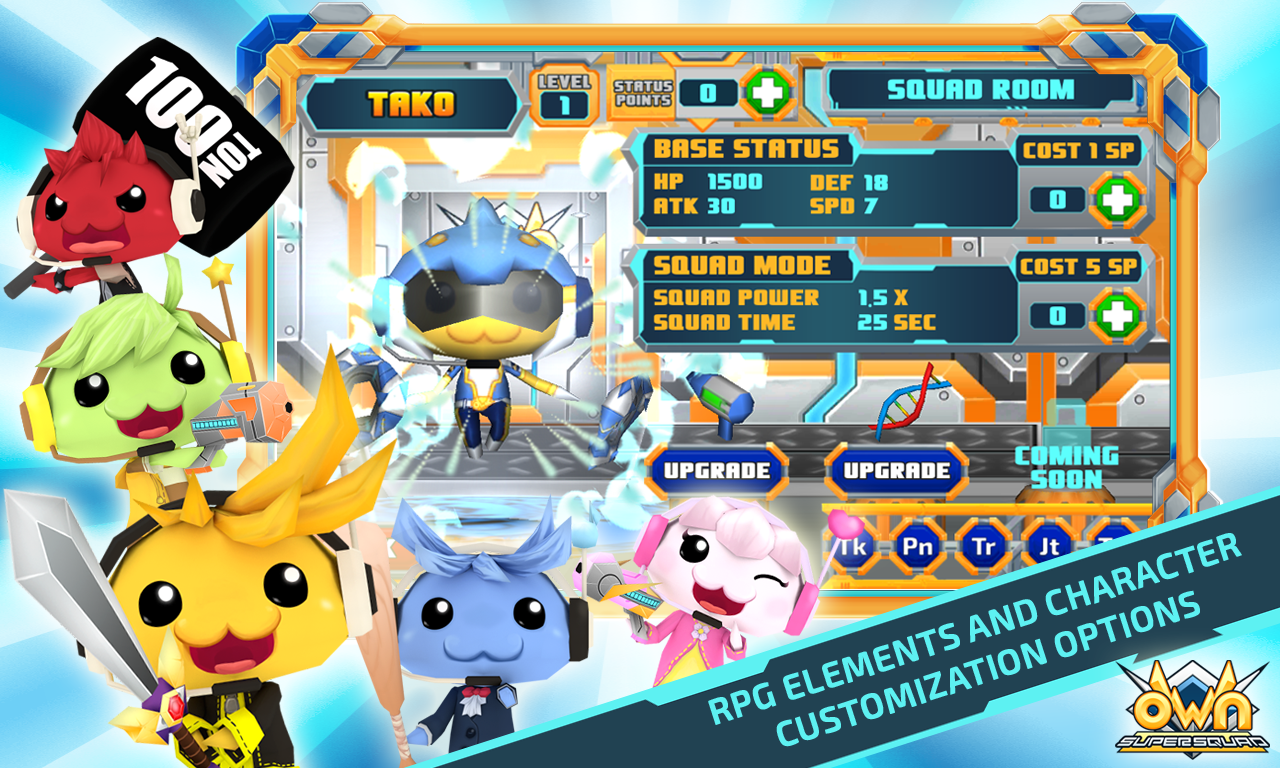 100
TON
TAKO
LEVEL
1
STATUS
POINTS
0
SQUAD ROOM
BASE STATUS
COST 1 SP
HP 1500 DEF 18
ATK 30 SPD 7
0
SQUAD MODE
COST 5 SP
SQUAD POWER 1,5 X
SQUAD TIME 25 SEC
0
UPGRADE
UPGRADE
COMING
SOON
Tk
Pn
Tr
Jt
RPG ELEMENTS AND CHARACTER
CUSTOMIZATION OPTIONS
OWN
SUPERSQUAD